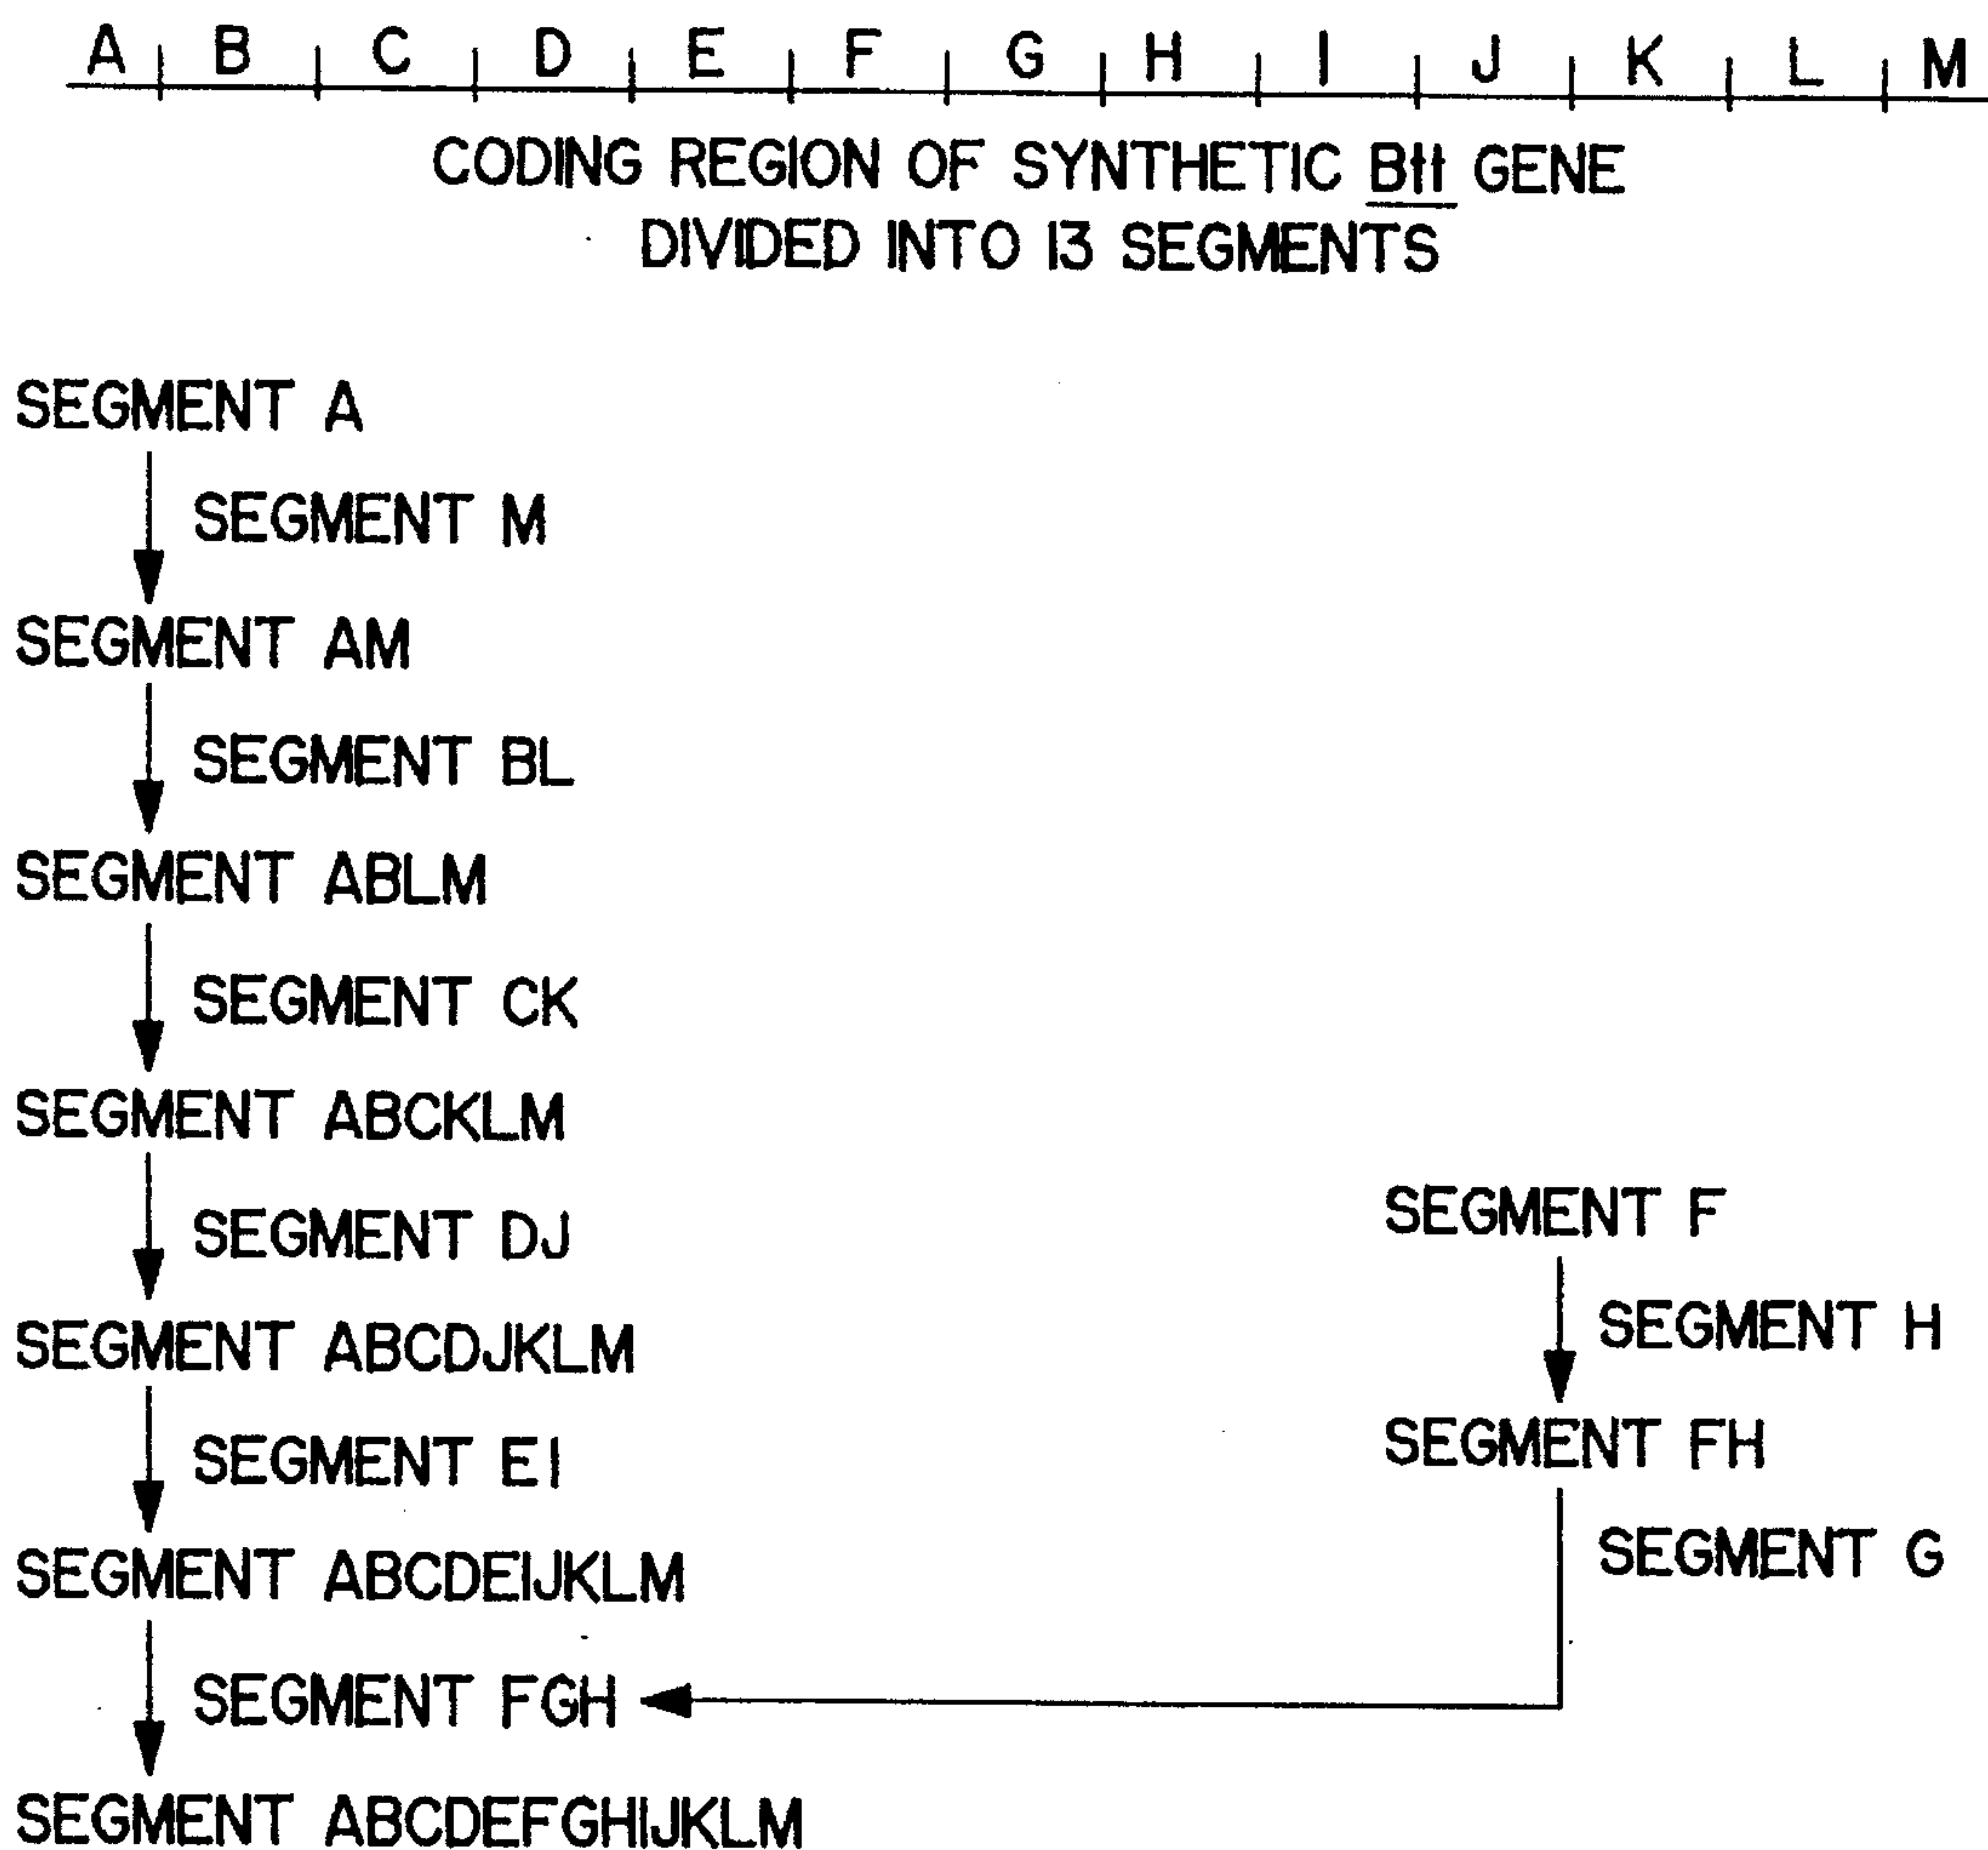 A B C D E F G H I J K L M
CODING REGION OF SYNTHETIC Btt GENE
DIVIDED INTO 13 SEGMENTS
SEGMENT A
SEGMENT M
SEGMENT AM
SEGMENT BL
SEGMENT ABLM
SEGMENT CK
SEGMENT ABCKLM
SEGMENT DJ
SEGMENT ABCDJKLM
SEGMENT EI
SEGMENT ABCDEIJKLM
SEGMENT F
SEGMENT H
SEGMENT FH
SEGMENT G
SEGMENT FGH
SEGMENT ABCDEFGHIJKLM